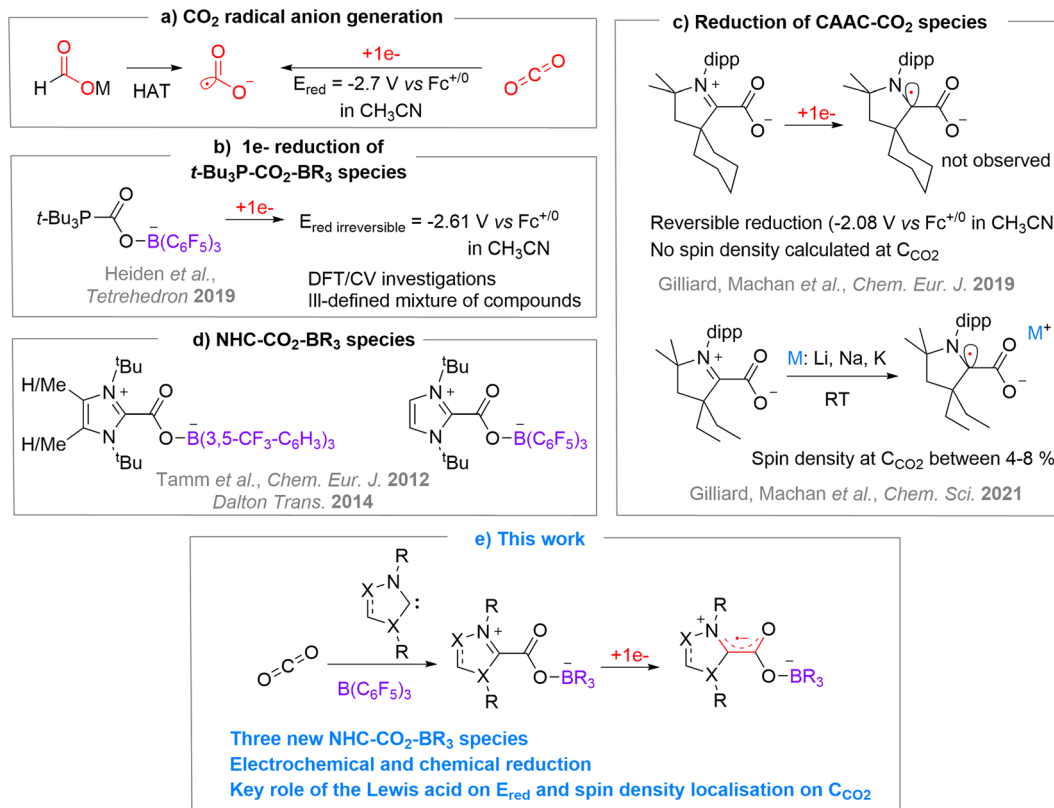 a) CO2 radical anion generation
H
O
OM
HAT
O
O-
+1e-
Ered = -2.7 V vs Fc+/0
in CH3CN
O=C=O
b) 1e- reduction of
t-Bu3P-CO2-BR3 species
t-Bu3P
O
O-B(C6F5)3
+1e-
Ered irreversible = -2.61 V vs Fc+/0
in CH3CN
Heiden et al.,
Tetrehedron 2019
DFT/CV investigations
Ill-defined mixture of compounds
c) Reduction of CAAC-CO2 species
dipp
N+
O
O-
+1e-
dipp
N
O
O-
not observed
Reversible reduction (-2.08 V vs Fc+/0 in CH3CN
No spin density calculated at CCO2
Gilliard, Machan et al., Chem. Eur. J. 2019
dipp
N+
O
O-
M: Li, Na, K
RT
dipp
N
O
O-
M+
Spin density at CCO2 between 4-8 %
Gilliard, Machan et al., Chem. Sci. 2021
d) NHC-CO2-BR3 species
tBu
H/Me
N+
O
H/Me
N
O-B(3,5-CF3-C6H3)3
tBu
tBu
N+
O
N
O-B(C6F5)3
tBu
Tamm et al., Chem. Eur. J. 2012
Dalton Trans. 2014
e) This work
O=C=O
R
N
X
:
X
R
B(C6F5)3
R
N+
X
O
X
O-BR3
R
+1e-
R
N+
X
•−
O
X
O-BR3
R
Three new NHC-CO2-BR3 species
Electrochemical and chemical reduction
Key role of the Lewis acid on Ered and spin density localisation on CCO2